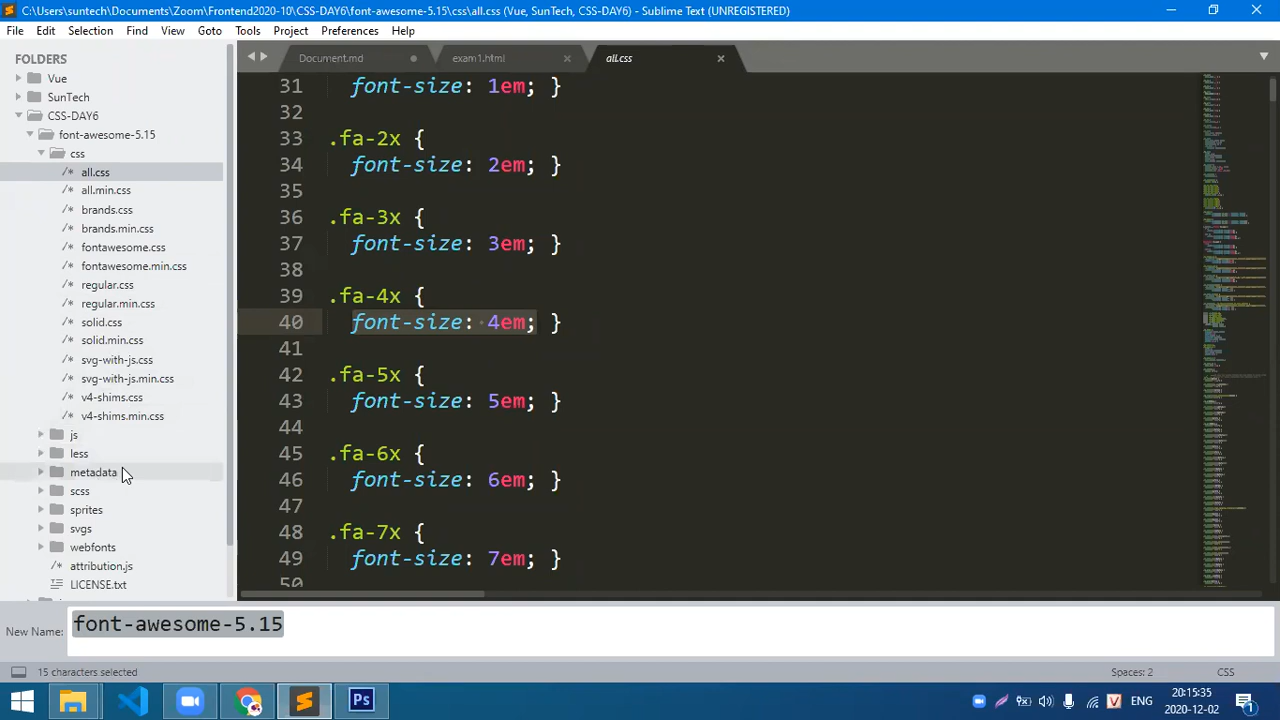 C:\Users\suntech\Documents\Zoom\Frontend2020-10\CSS-DAY6\font-awesome-5.15\css\all.css (Vue, SunTech, CSS-DAY6) - Sublime Text (UNREGISTERED)
File Edit Selection Find View Goto Tools Project Preferences Help
FOLDERS
Vue
SunTech
CSS-DAY6
font-awesome-5.15
css
/* all.css
/* all.min.css
/* brands.css
/* brands.min.css
/* fontawesome.css
/* fontawesome.min.css
/* regular.css
/* regular.min.css
/* solid.css
/* solid.min.css
/* svg-with-js.css
/* svg-with-js.min.css
/* v4-shims.css
/* v4-shims.min.css
js
less
metadata
scss
sprites
svgs
webfonts
attribution.js
LICENSE.txt
Document.md exam1.html all.css
31 font-size: 1em; }
32
33 .fa-2x {
34 font-size: 2em; }
35
36 .fa-3x {
37 font-size: 3em; }
38
39 .fa-4x {
40 font-size: 4em; }
41
42 .fa-5x {
43 font-size: 5em; }
44
45 .fa-6x {
46 font-size: 6em; }
47
48 .fa-7x {
49 font-size: 7em; }
50
New Name: font-awesome-5.15
15 characters selected Spaces: 2 CSS
Ps V ENG 20:15:35
2020-12-02 1